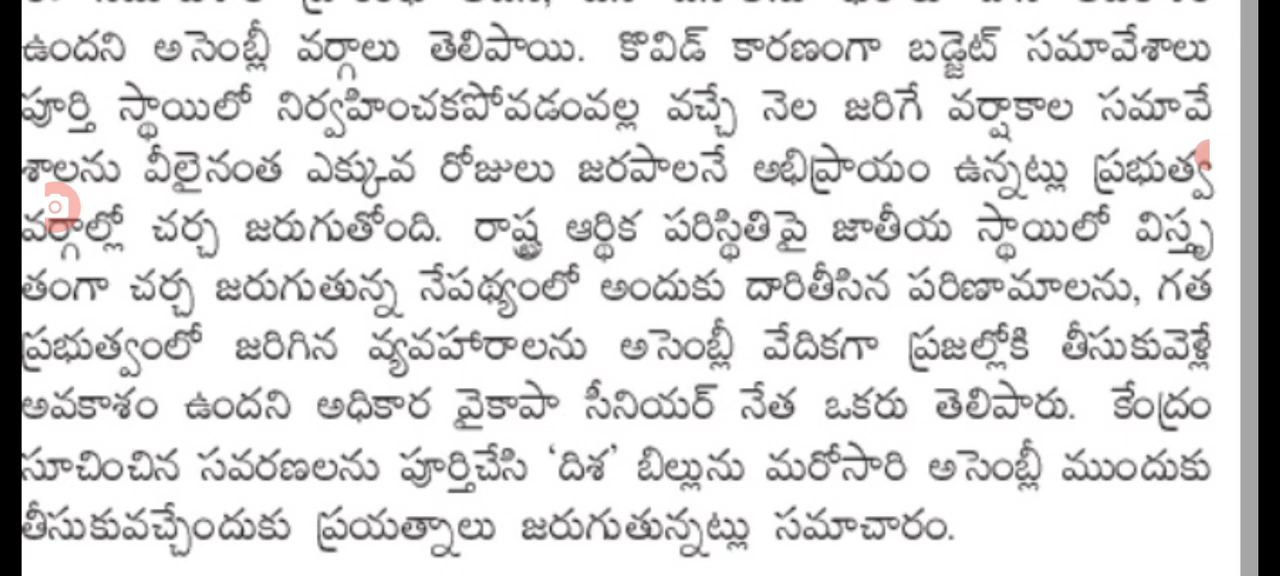 ఉందని అసెంబ్లీ వర్గాలు తెలిపాయి. కొవిడ్ కారణంగా బడ్జెట్ సమావేశాలు
పూర్తి స్థాయిలో నిర్వహించకపోవడంవల్ల వచ్చే నెల జరిగే వర్షాకాల సమావే
శాలను వీలైనంత ఎక్కువ రోజులు జరపాలనే అభిప్రాయం ఉన్నట్లు ప్రభుత్వ
వర్గాల్లో చర్చ జరుగుతోంది. రాష్ట్ర ఆర్థిక పరిస్థితిపై జాతీయ స్థాయిలో విస్తృ
తంగా చర్చ జరుగుతున్న నేపథ్యంలో అందుకు దారితీసిన పరిణామాలను, గత
ప్రభుత్వంలో జరిగిన వ్యవహారాలను అసెంబ్లీ వేదికగా ప్రజల్లోకి తీసుకువెళ్లే
అవకాశం ఉందని అధికార వైకాపా సీనియర్ నేత ఒకరు తెలిపారు. కేంద్రం
సూచించిన సవరణలను పూర్తిచేసి ‘దిశ’ బిల్లును మరోసారి అసెంబ్లీ ముందుకు
తీసుకువచ్చేందుకు ప్రయత్నాలు జరుగుతున్నట్లు సమాచారం.